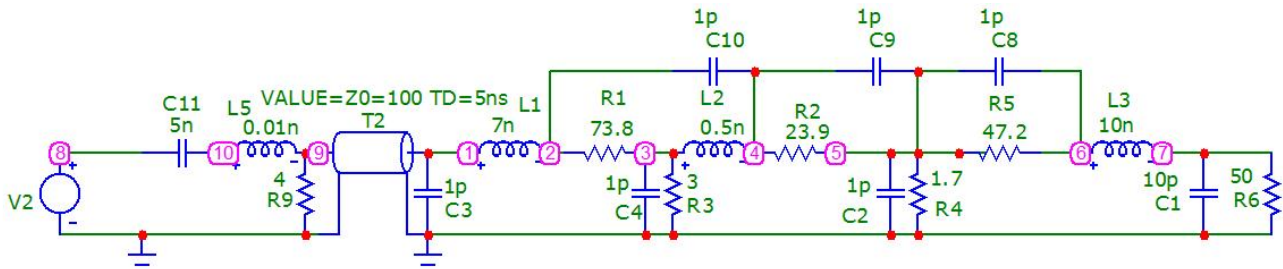 1p
C10
1p
C9
1p
C8
C11
5n
L5
0.01n
VALUE=Z0=100 TD=5ns
T2
L1
7n
R1
73.8
L2
0.5n
R2
23.9
R5
47.2
L3
10n
8
10
9
1
2
3
4
5
6
7
+
-
V2
+
-
4
R9
1p
C3
+
-
1p
C4
3
R3
+
-
1p
C2
1.7
R4
+
-
10p
C1
50
R6